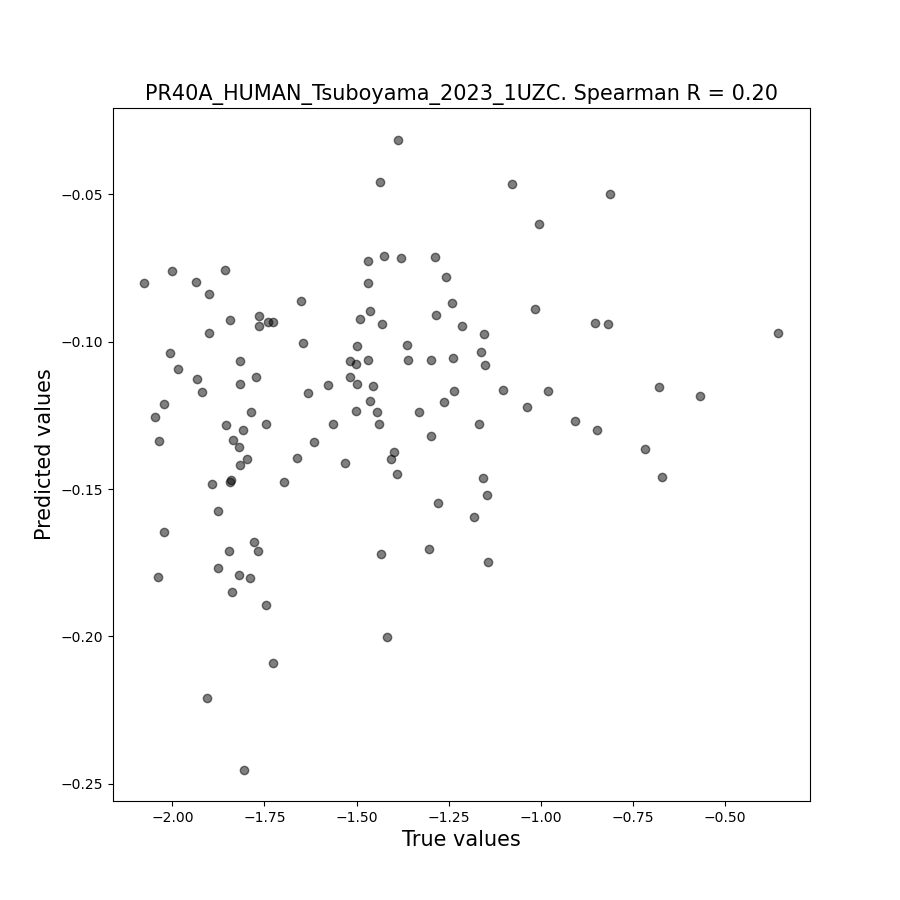 PR40A_HUMAN_Tsuboyama_2023_1UZC. Spearman R = 0.20
Predicted values
−0.05
−0.10
−0.15
−0.20
−0.25
−2.00 −1.75 −1.50 −1.25 −1.00 −0.75 −0.50
True values